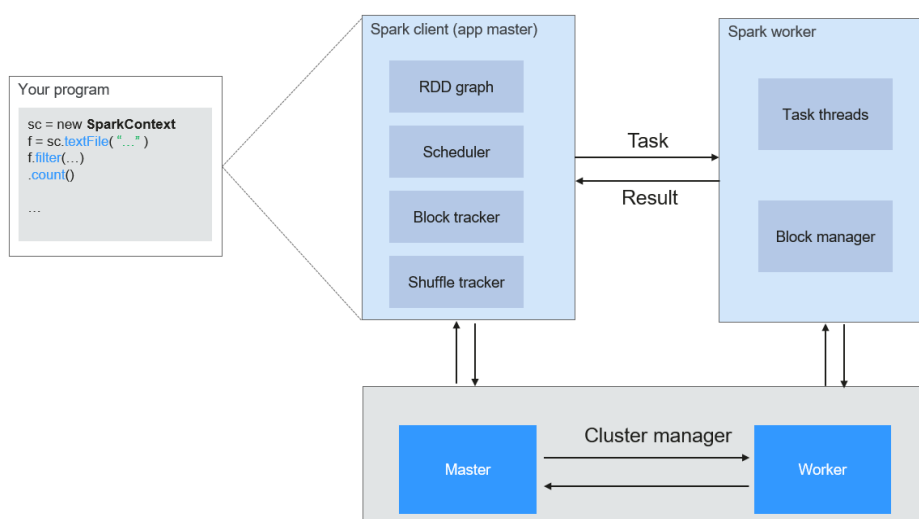 Your program
sc = new SparkContext
f = sc.textFile( “…” )
f.filter(…)
.count()
…
Spark client (app master)
RDD graph
Scheduler
Block tracker
Shuffle tracker
Task
Result
Spark worker
Task threads
Block manager
Cluster manager
Master
Worker